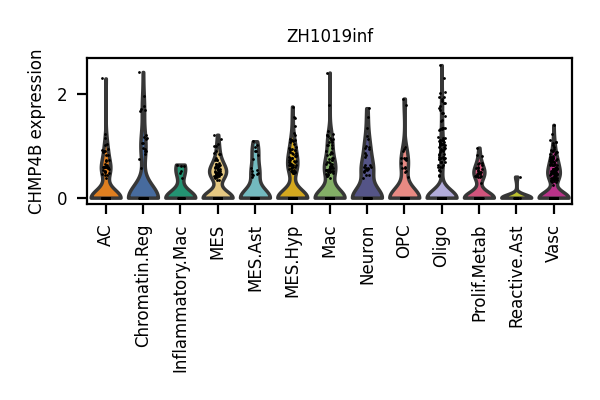 ZH1019inf
CHMP4B expression
2
0
AC
Chromatin.Reg
Inflammatory.Mac
MES
MES.Ast
MES.Hyp
Mac
Neuron
OPC
Oligo
Prolif.Metab
Reactive.Ast
Vasc